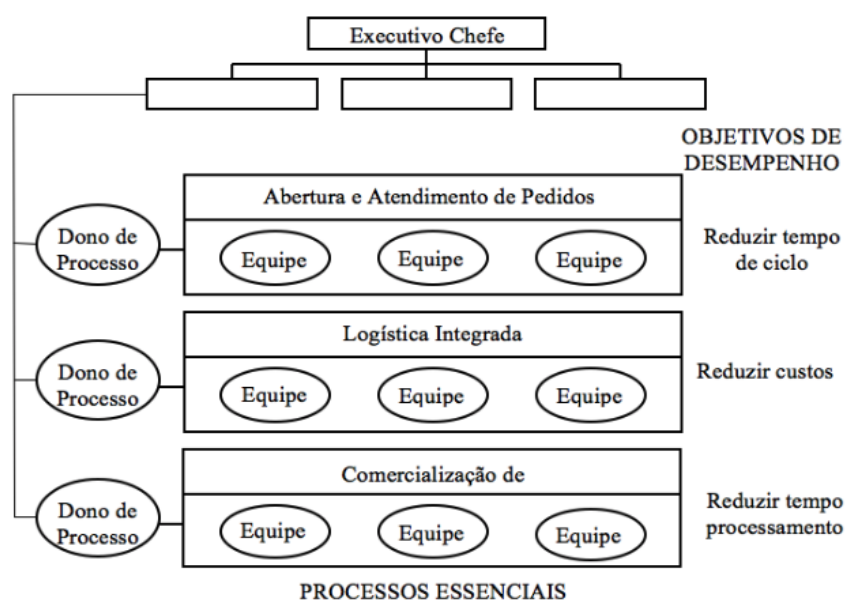 Executivo Chefe
OBJETIVOS DE
DESEMPENHO
Abertura e Atendimento de Pedidos
Dono de
Processo
Equipe
Equipe
Equipe
Reduzir tempo
de ciclo
Logística Integrada
Dono de
Processo
Equipe
Equipe
Equipe
Reduzir custos
Comercialização de
Dono de
Processo
Equipe
Equipe
Equipe
Reduzir tempo
processamento
PROCESSOS ESSENCIAIS